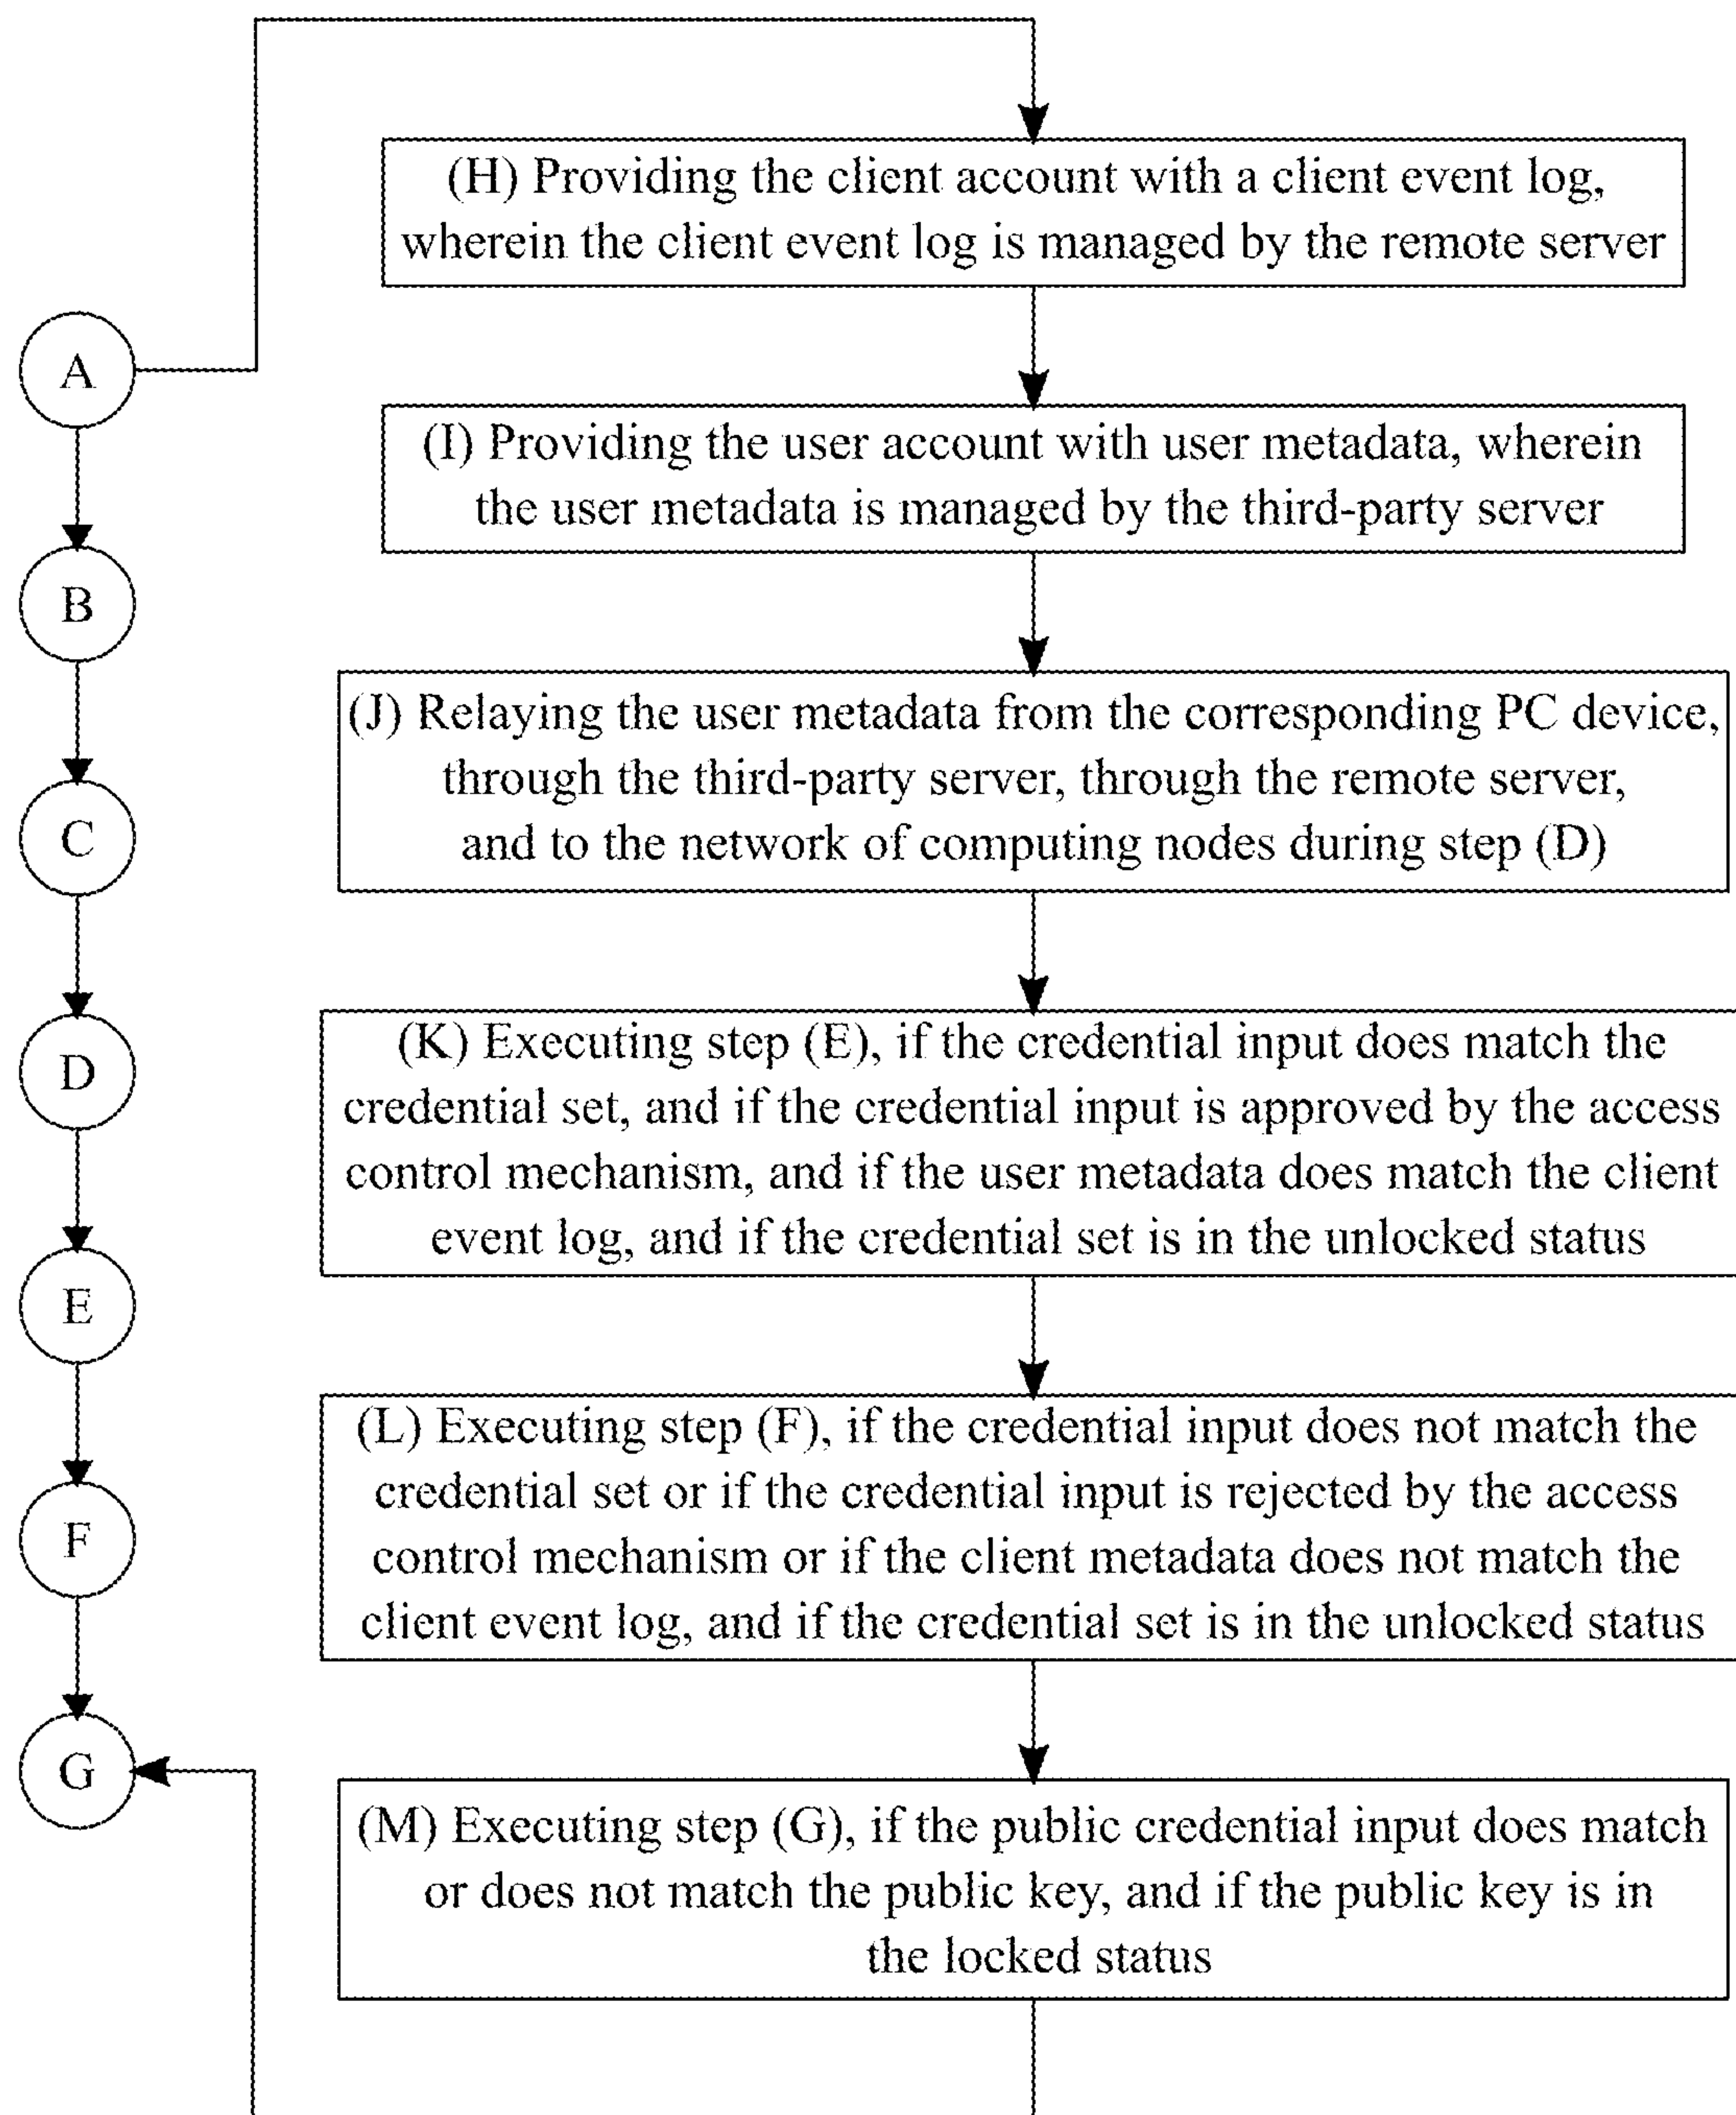 (H) Providing the client account with a client event log,
wherein the client event log is managed by the remote server
A
(I) Providing the user account with user metadata, wherein
the user metadata is managed by the third-party server
B
(J) Relaying the user metadata from the corresponding PC device,
through the third-party server, through the remote server,
and to the network of computing nodes during step (D)
C
D
(K) Executing step (E), if the credential input does match the
credential set, and if the credential input is approved by the access
control mechanism, and if the user metadata does match the client
event log, and if the credential set is in the unlocked status
E
(L) Executing step (F), if the credential input does not match the
credential set or if the credential input is rejected by the access
control mechanism or if the client metadata does not match the
client event log, and if the credential set is in the unlocked status
F
G
(M) Executing step (G), if the public credential input does match
or does not match the public key, and if the public key is in
the locked status